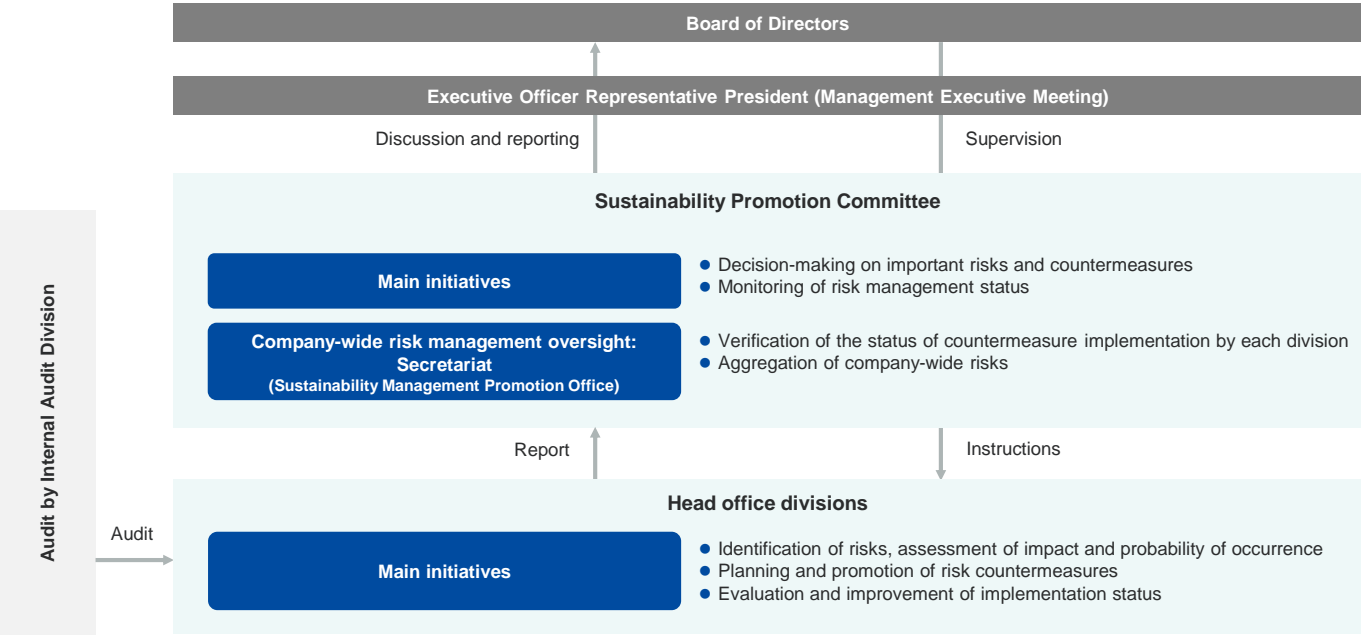 Board of Directors
Executive Officer Representative President (Management Executive Meeting)
Discussion and reporting
Supervision
Sustainability Promotion Committee
Main initiatives
● Decision-making on important risks and countermeasures
● Monitoring of risk management status
Company-wide risk management oversight:
Secretariat
(Sustainability Management Promotion Office)
● Verification of the status of countermeasure implementation by each division
● Aggregation of company-wide risks
Report
Instructions
Audit by Internal Audit Division
Audit
Head office divisions
Main initiatives
● Identification of risks, assessment of impact and probability of occurrence
● Planning and promotion of risk countermeasures
● Evaluation and improvement of implementation status